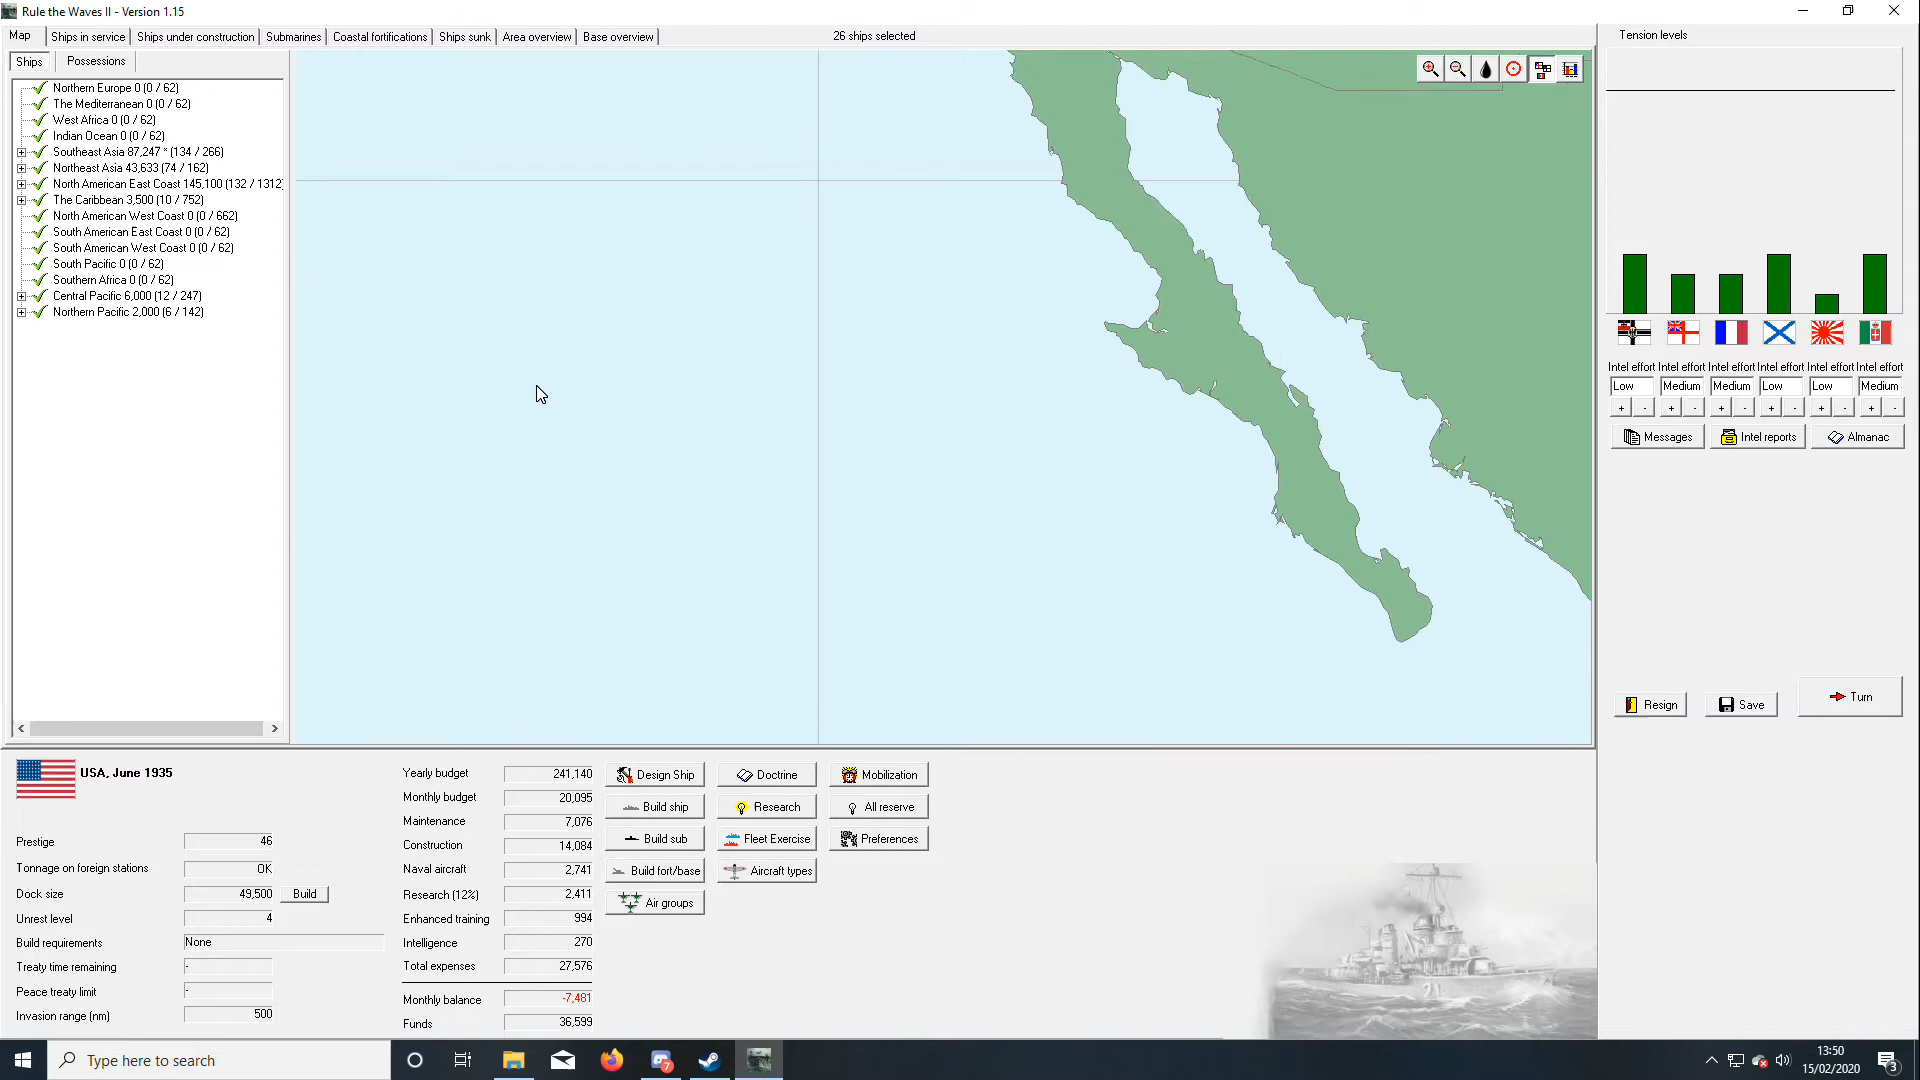 Rule the Waves II - Version 1.15
Map
Ships in service
Ships under construction
Submarines
Coastal fortifications
Ships sunk
Area overview
Base overview
26 ships selected
Tension levels
Ships
Possessions
Northern Europe 0 (0 / 62)
The Mediterranean 0 (0 / 62)
West Africa 0 (0 / 62)
Indian Ocean 0 (0 / 62)
Southeast Asia 87,247 * (134 / 266)
Northeast Asia 43,633 (74 / 162)
North American East Coast 145,100 (132 / 1312)
The Caribbean 3,500 (10 / 752)
North American West Coast 0 (0 / 662)
South American East Coast 0 (0 / 62)
South American West Coast 0 (0 / 62)
South Pacific 0 (0 / 62)
Southern Africa 0 (0 / 62)
Central Pacific 6,000 (12 / 247)
Northern Pacific 2,000 (6 / 142)
Intel effort Intel effort Intel effort Intel effort Intel effort Intel effort
Low Medium Medium Low Low Medium
+ - + - + - + - + - + -
Messages
Intel reports
Almanac
Resign
Save
Turn
USA, June 1935
Prestige 46
Tonnage on foreign stations OK
Dock size 49,500 Build
Unrest level 4
Build requirements None
Treaty time remaining -
Peace treaty limit -
Invasion range (nm) 500
Yearly budget 241,140
Monthly budget 20,095
Maintenance 7,076
Construction 14,084
Naval aircraft 2,741
Research (12%) 2,411
Enhanced training 994
Intelligence 270
Total expenses 27,576
Monthly balance -7,481
Funds 36,599
Design Ship
Doctrine
Mobilization
Build ship
Research
All reserve
Build sub
Fleet Exercise
Preferences
Build fort/base
Aircraft types
Air groups
Type here to search
7
13:50
15/02/2020
3